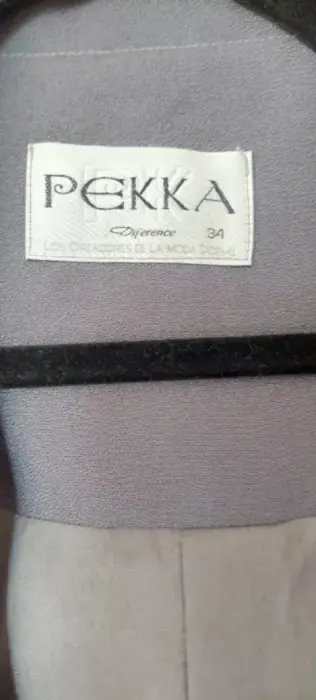 PEKKA
Diference 34
LOS CREADORES DE LA MODA